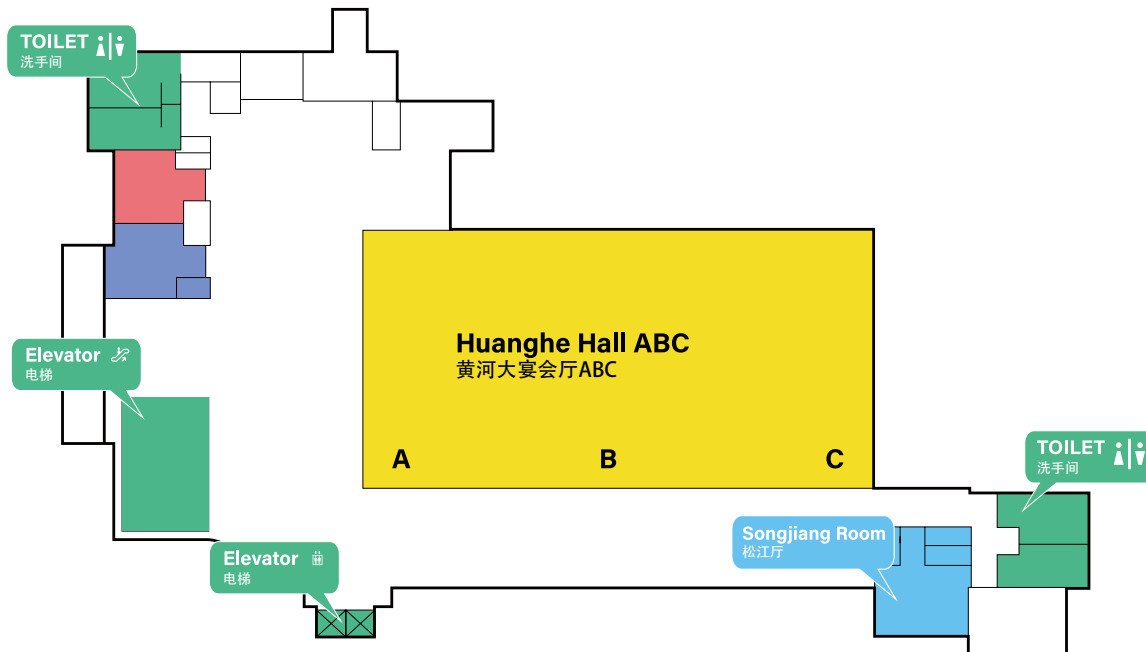 TOILET
洗手间
Elevator
电梯
Huanghe Hall ABC
黄河大宴会厅ABC
A B C
TOILET
洗手间
Songjiang Room
松江厅
Elevator
电梯